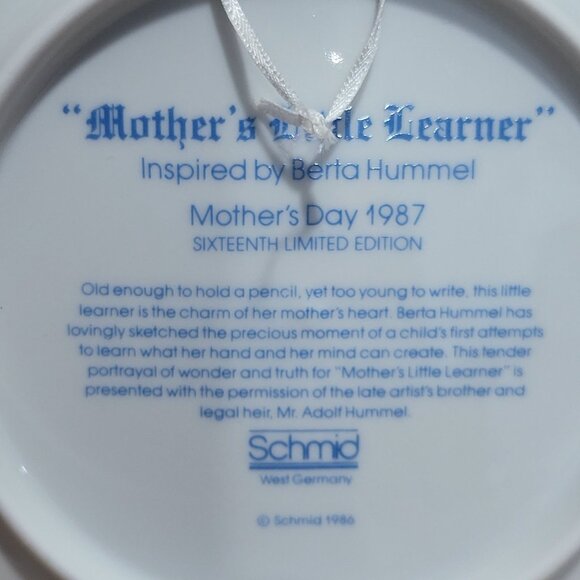 “Mother's Little Learner”
Inspired by Berta Hummel
Mother's Day 1987
SIXTEENTH LIMITED EDITION
Old enough to hold a pencil, yet too young to write, this little
learner is the charm of her mother's heart. Berta Hummel has
lovingly sketched the precious moment of a child's first attempts
to learn what her hand and her mind can create. This tender
portrayal of wonder and truth for “Mother's Little Learner” is
presented with the permission of the late artist's brother and
legal heir, Mr. Adolf Hummel.
Schmid
West Germany
© Schmid 1986